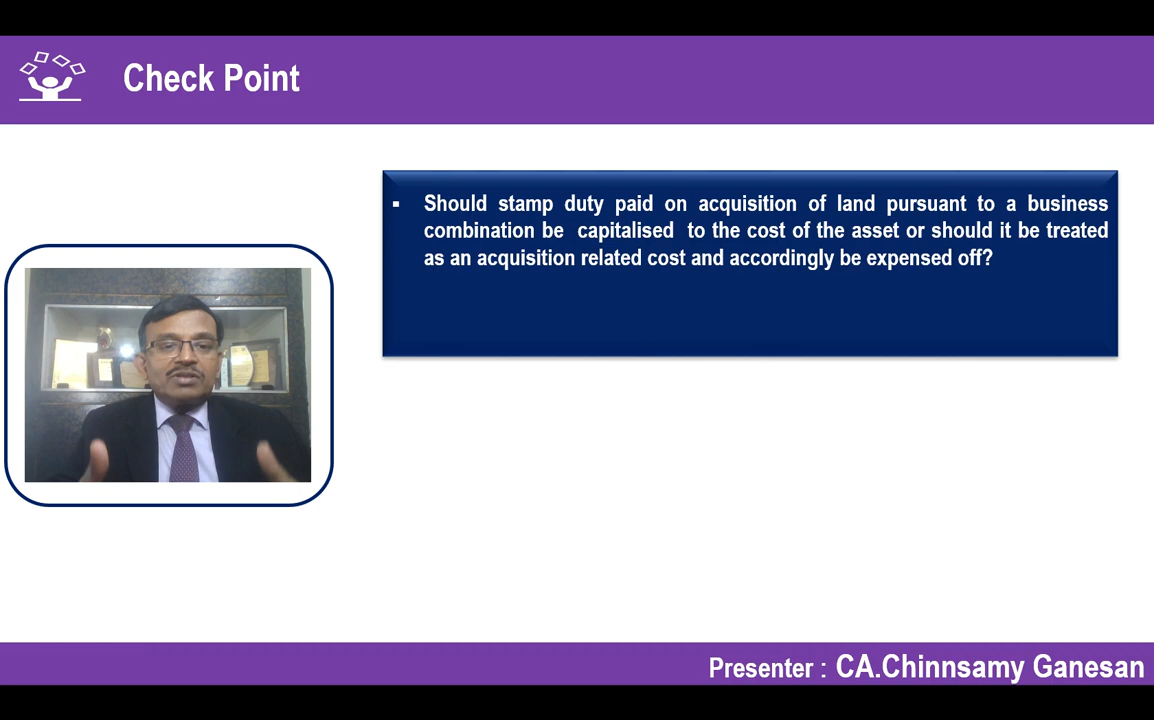 Check Point
▪ Should stamp duty paid on acquisition of land pursuant to a business
combination be capitalised to the cost of the asset or should it be treated
as an acquisition related cost and accordingly be expensed off?
Presenter : CA.Chinnsamy Ganesan